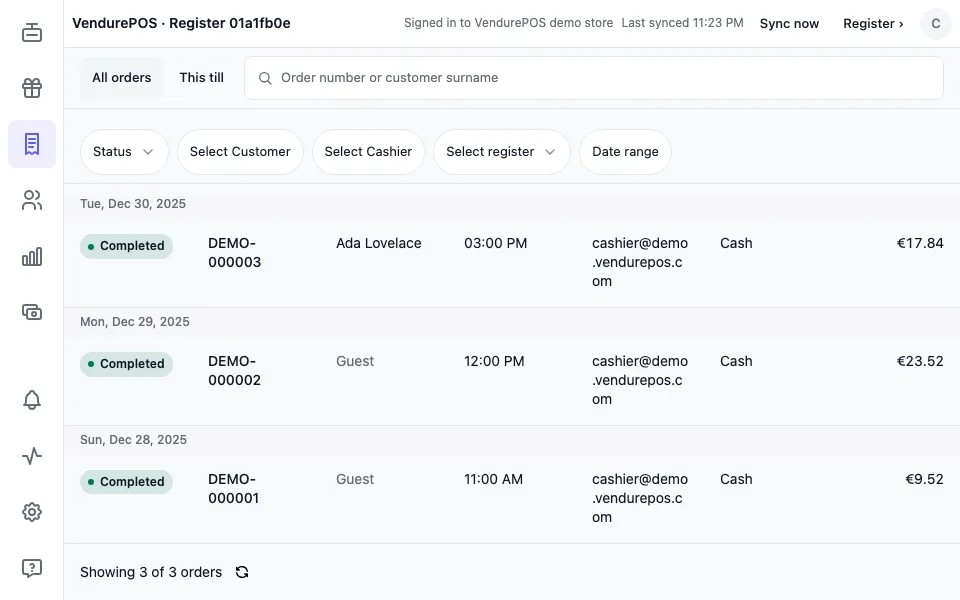 VendurePOS · Register 01a1fb0e
Signed in to VendurePOS demo store Last synced 11:23 PM Sync now Register › C
All orders This till Order number or customer surname
Status Select Customer Select Cashier Select register Date range
Tue, Dec 30, 2025
Completed DEMO-000003 Ada Lovelace 03:00 PM cashier@demo.vendurepos.com Cash €17.84
Mon, Dec 29, 2025
Completed DEMO-000002 Guest 12:00 PM cashier@demo.vendurepos.com Cash €23.52
Sun, Dec 28, 2025
Completed DEMO-000001 Guest 11:00 AM cashier@demo.vendurepos.com Cash €9.52
Showing 3 of 3 orders